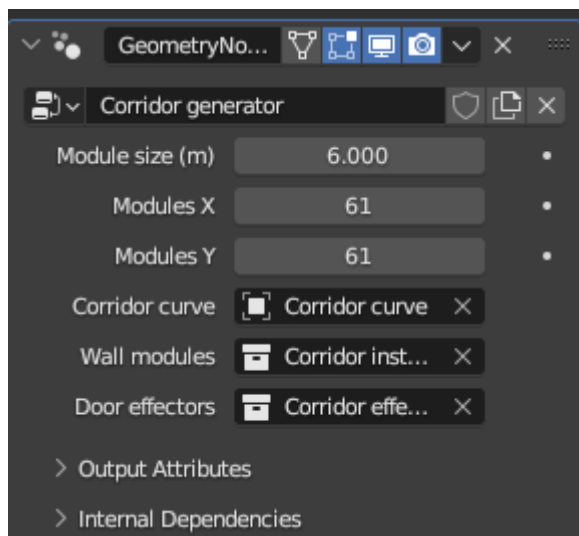 GeometryNo...
Corridor generator
Module size (m) 6.000
Modules X 61
Modules Y 61
Corridor curve Corridor curve
Wall modules Corridor inst...
Door effectors Corridor effe...
Output Attributes
Internal Dependencies